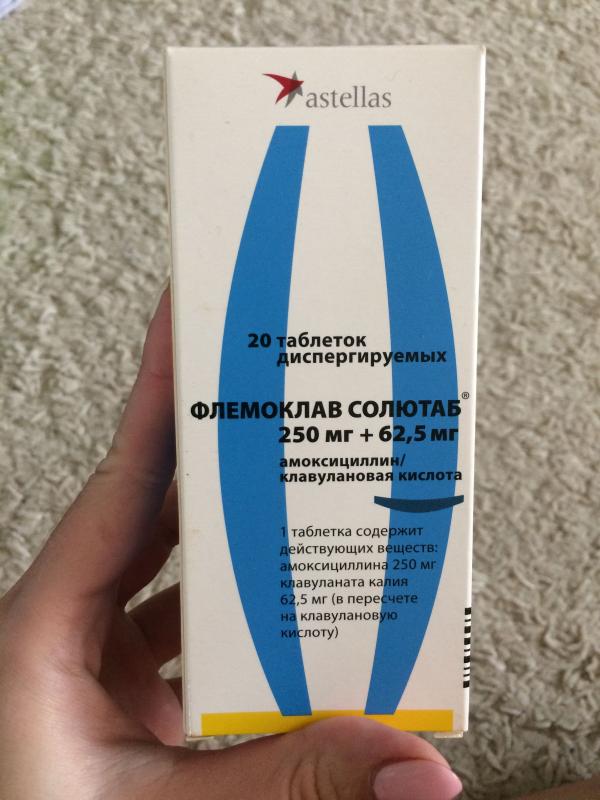 astellas
20 таблеток
диспергируемых
ФЛЕМОКЛАВ СОЛЮТАБ®
250 мг + 62,5 мг
амоксициллин/
клавулановая кислота
1 таблетка содержит
действующих веществ:
амоксициллина 250 мг
клавуланата калия
62,5 мг (в пересчете
на клавулановую
кислоту)